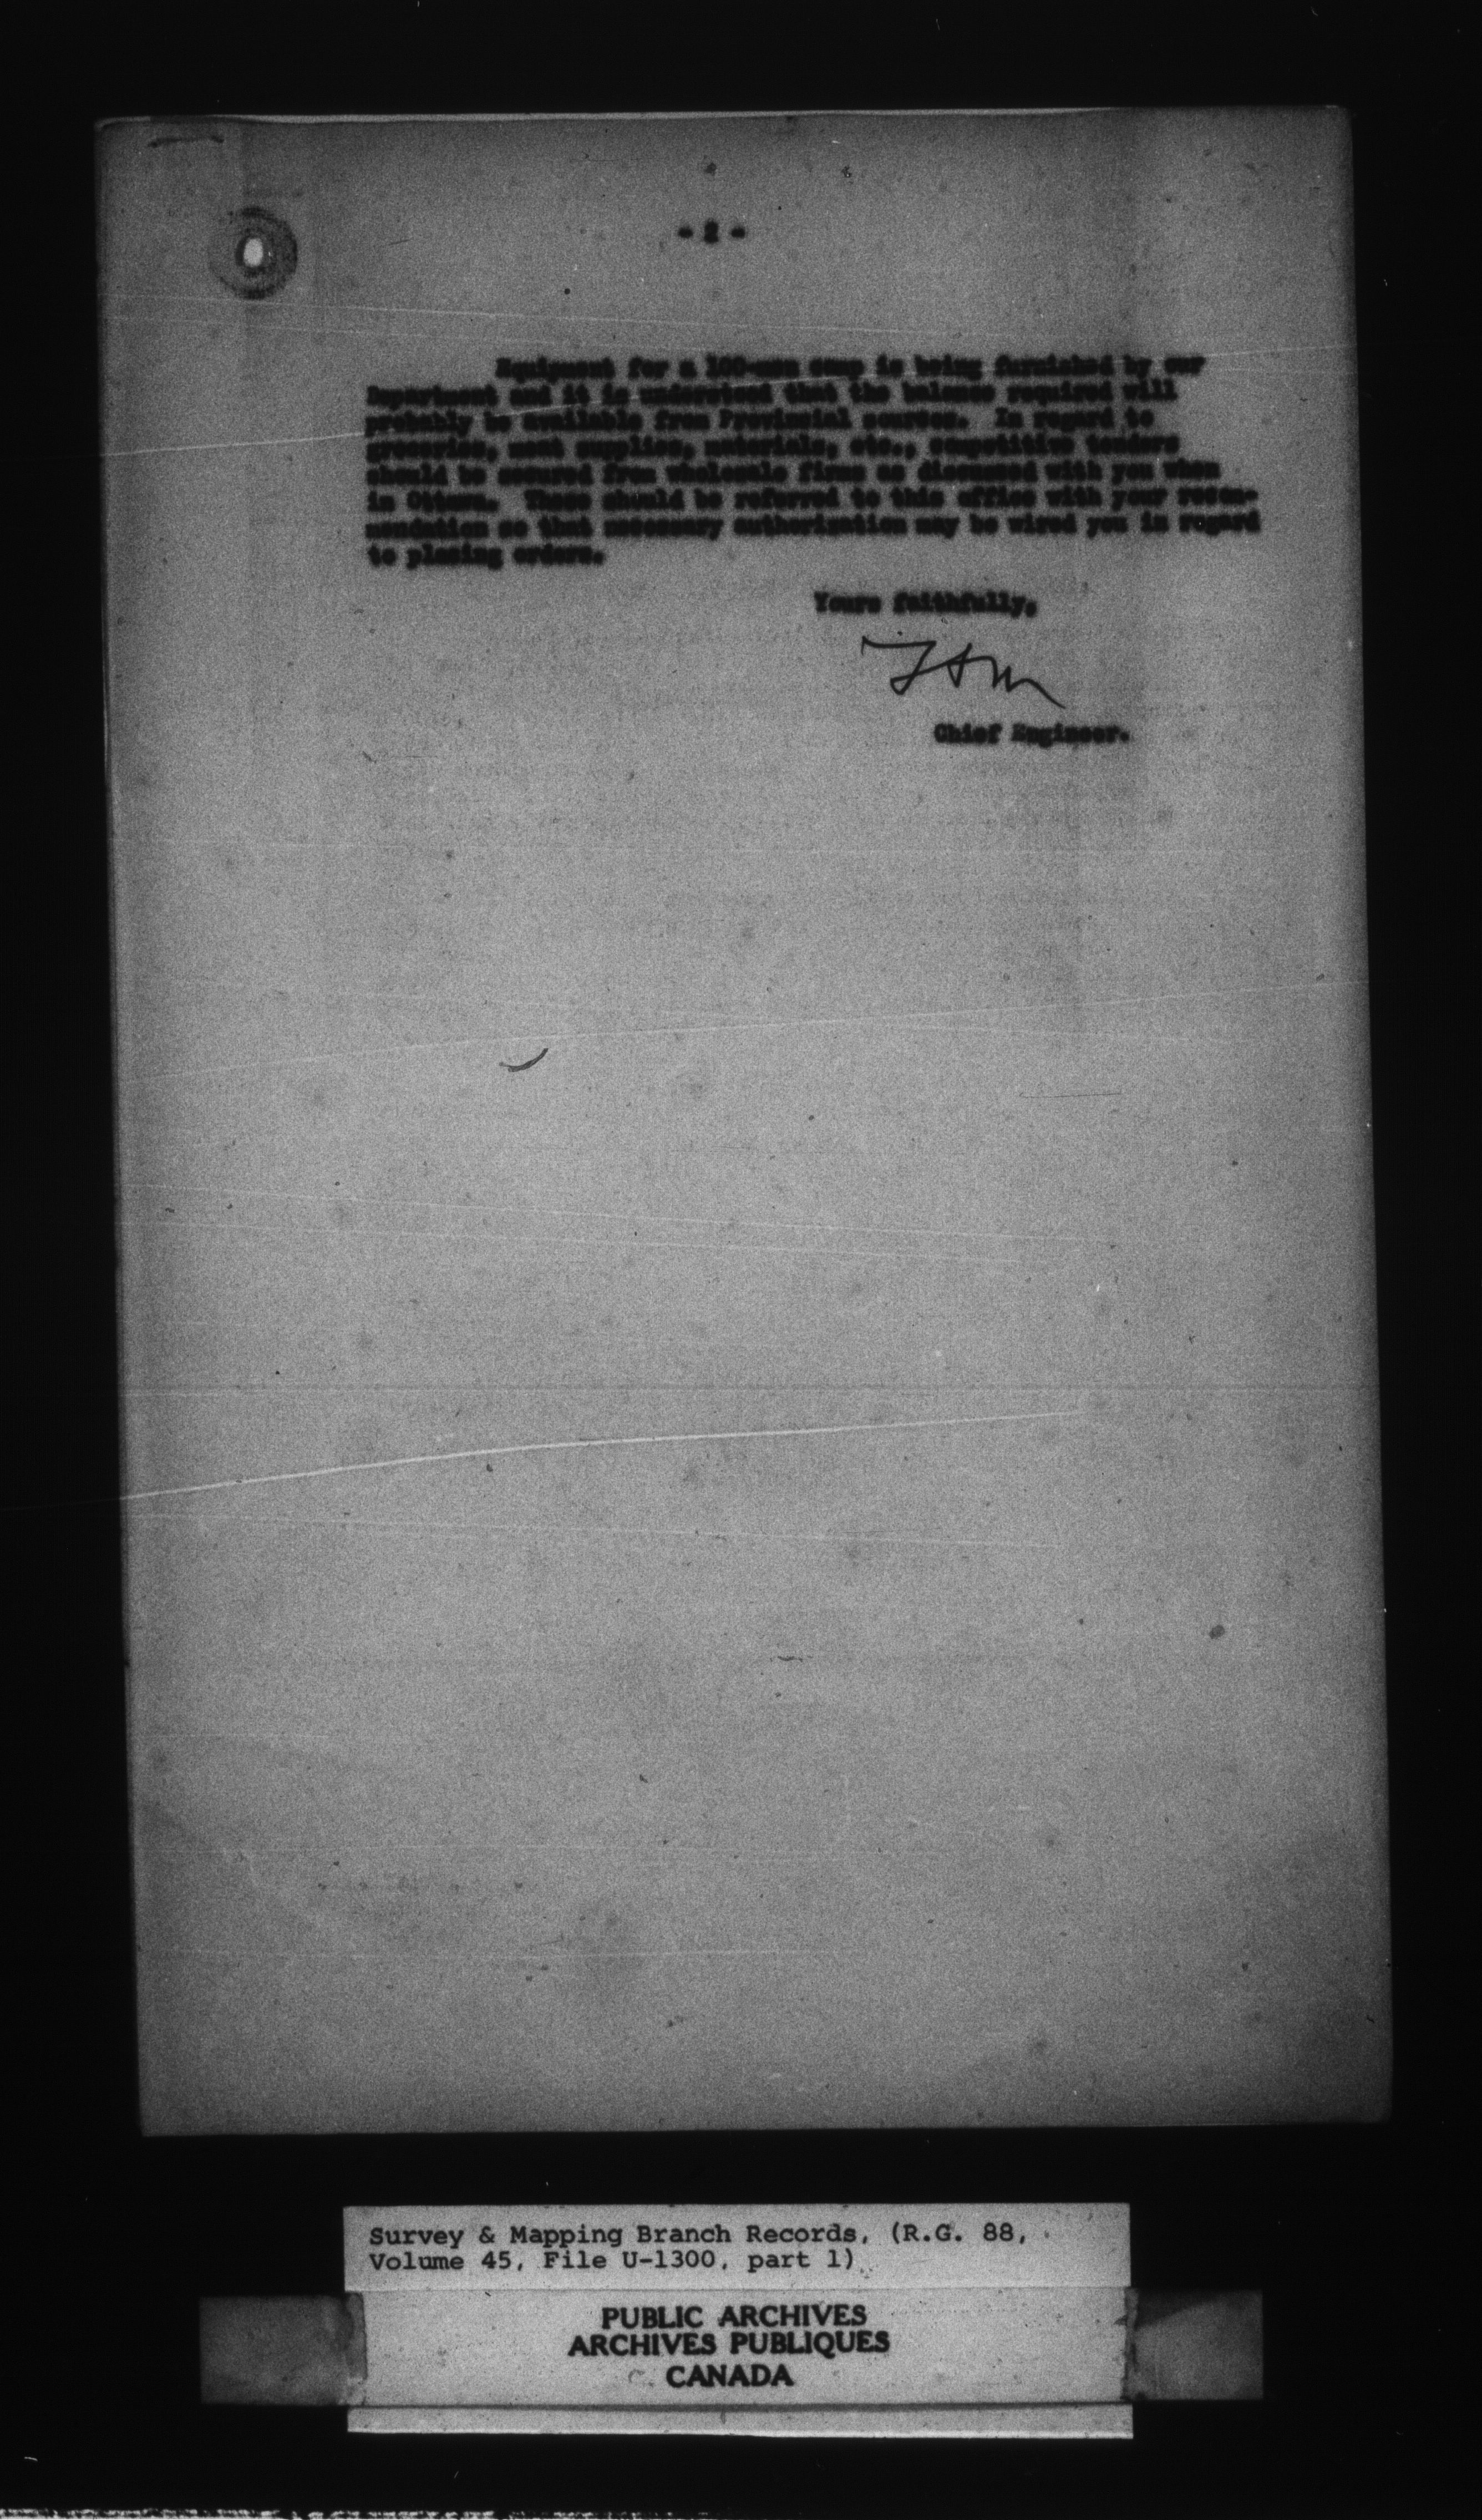 - 2 -
Equipment for a 100-man camp is being furnished by our
Department and it is understood that the balance required will
probably be available from Provincial sources. In regard to
groceries, meat supplies, materials, etc., competitive tenders
should be secured from wholesale firms as discussed with you when
in Ottawa. These should be referred to this office with your recom-
mendation so that necessary authorization may be wired you in regard
to placing orders.
Yours faithfully,
Chief Engineer.
Survey & Mapping Branch Records, (R.G. 88,
Volume 45, File U-1300, part 1)
PUBLIC ARCHIVES
ARCHIVES PUBLIQUES
CANADA